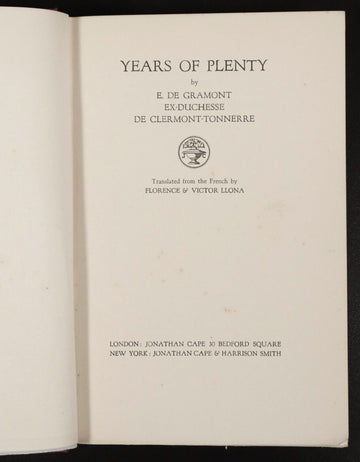 YEARS OF PLENTY
by
E. DE GRAMONT
EX-DUCHESSE
DE CLERMONT-TONNERRE
Translated from the French by
FLORENCE & VICTOR LLONA
LONDON: JONATHAN CAPE 30 BEDFORD SQUARE
NEW YORK: JONATHAN CAPE & HARRISON SMITH